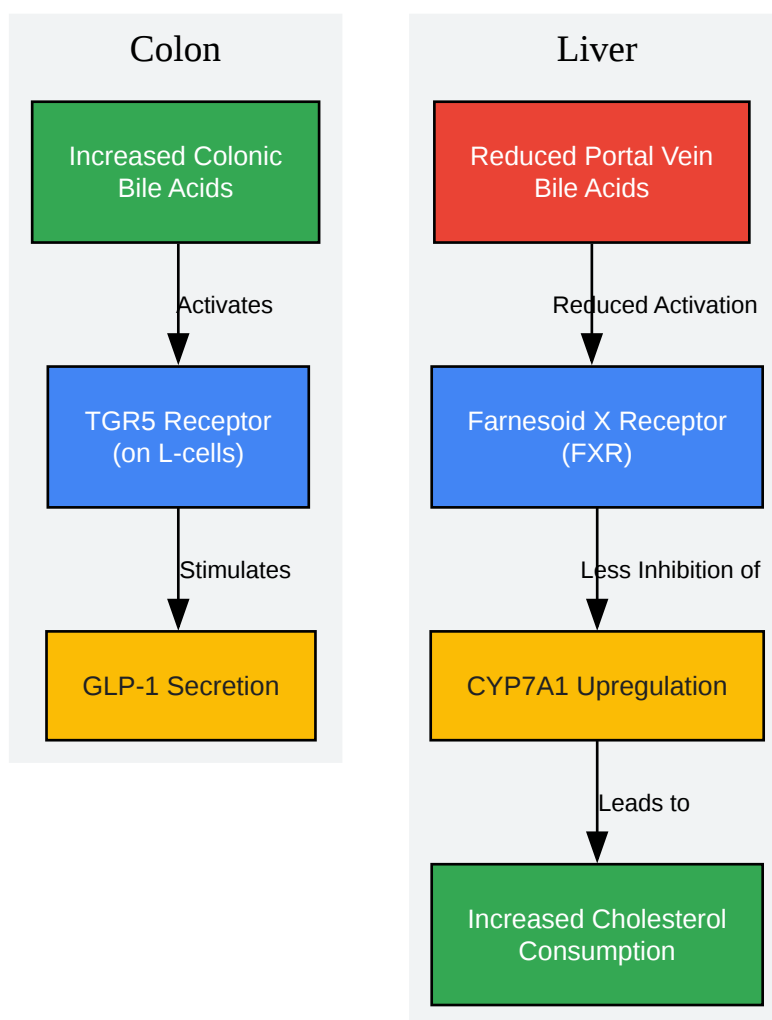 Colon
Increased Colonic
Bile Acids
Activates
TGR5 Receptor
(on L-cells)
Stimulates
GLP-1 Secretion
Liver
Reduced Portal Vein
Bile Acids
Reduced Activation
Farnesoid X Receptor
(FXR)
Less Inhibition of
CYP7A1 Upregulation
Leads to
Increased Cholesterol
Consumption